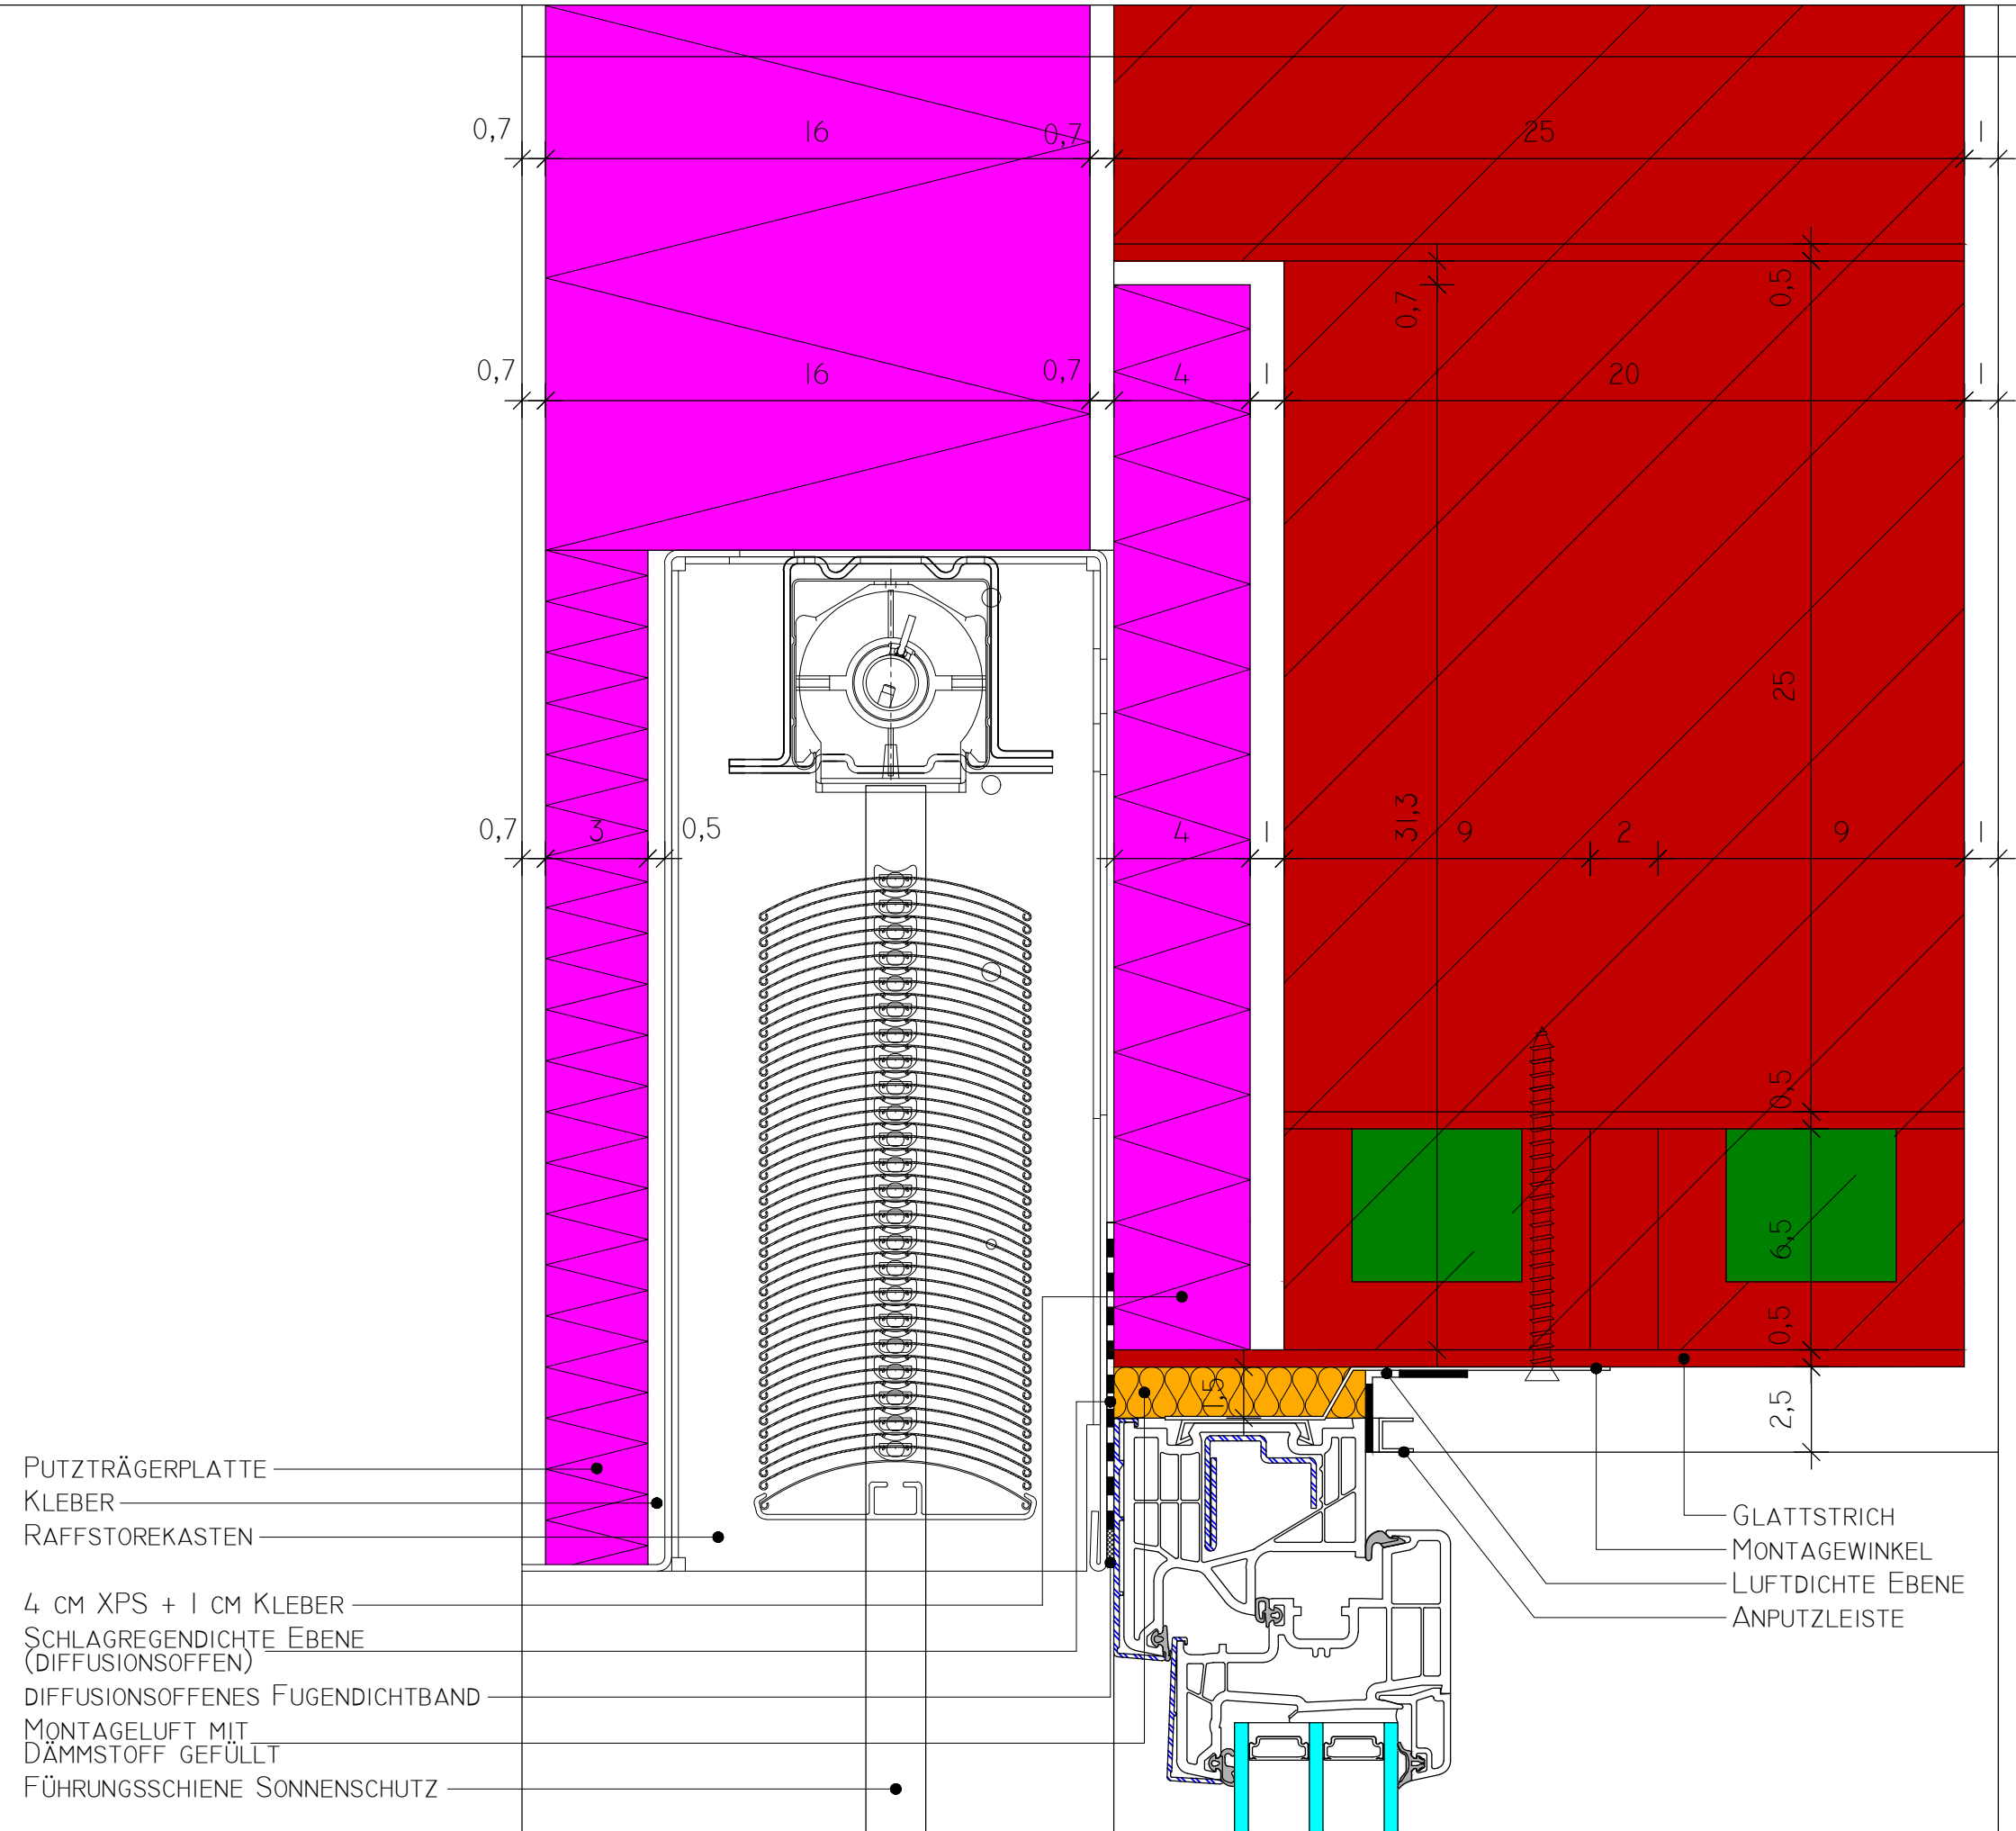 0,7 16 0,7 25 1
0,7 0,5
0,7 16 0,7 4 1 20 1
25
0,7 3 0,5 4 1 31,3 9 2 9 1
0,5
6,5
0,5
1,5 2,5
PUTZTRÄGERPLATTE
KLEBER
RAFFSTOREKASTEN
4 CM XPS + 1 CM KLEBER
SCHLAGREGENDICHTE EBENE
(DIFFUSIONSOFFEN)
DIFFUSIONSOFFENES FUGENDICHTBAND
MONTAGELUFT MIT
DÄMMSTOFF GEFÜLLT
FÜHRUNGSSCHIENE SONNENSCHUTZ
GLATTSTRICH
MONTAGEWINKEL
LUFTDICHTE EBENE
ANPUTZLEISTE